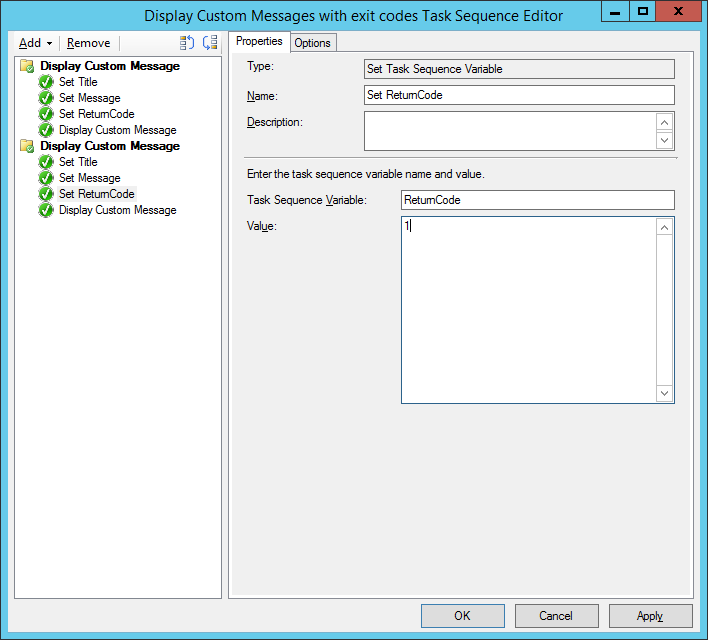 Display Custom Messages with exit codes Task Sequence Editor
Add
Remove
Display Custom Message
Set Title
Set Message
Set ReturnCode
Display Custom Message
Display Custom Message
Set Title
Set Message
Set ReturnCode
Display Custom Message
Properties
Options
Type:
Set Task Sequence Variable
Name:
Set ReturnCode
Description:
Enter the task sequence variable name and value.
Task Sequence Variable:
ReturnCode
Value:
1
OK
Cancel
Apply